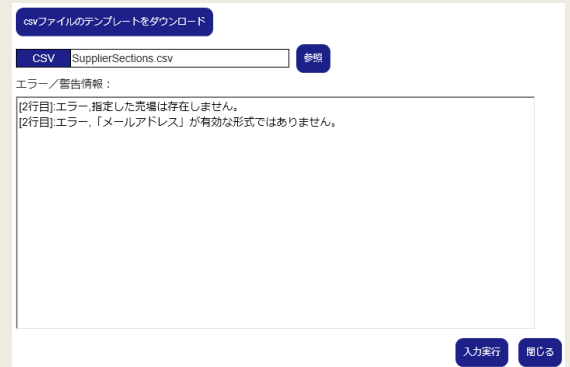 csvファイルのテンプレートをダウンロード
CSV SupplierSections.csv 参照
エラー／警告情報：
[2行目]:エラー,指定した売場は存在しません。
[2行目]:エラー,「メールアドレス」が有効な形式ではありません。
入力実行 閉じる